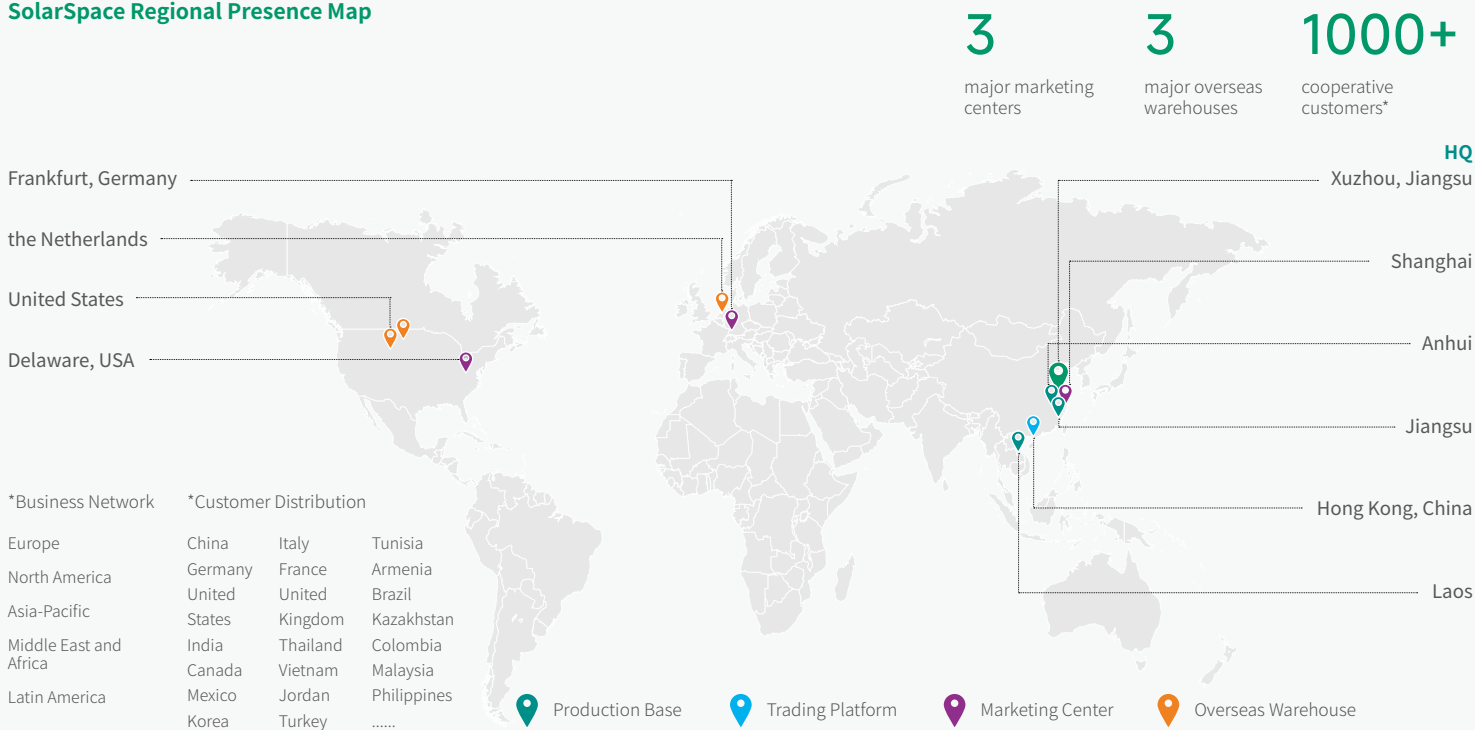 SolarSpace Regional Presence Map
3
major marketing
centers
3
major overseas
warehouses
1000+
cooperative
customers*
Frankfurt, Germany
the Netherlands
United States
Delaware, USA
HQ
Xuzhou, Jiangsu
Shanghai
Anhui
Jiangsu
Hong Kong, China
Laos
*Business Network
Europe
North America
Asia-Pacific
Middle East and
Africa
Latin America
*Customer Distribution
China
Germany
United
States
India
Canada
Mexico
Korea
Italy
France
United
Kingdom
Thailand
Vietnam
Jordan
Turkey
Tunisia
Armenia
Brazil
Kazakhstan
Colombia
Malaysia
Philippines
......
Production Base
Trading Platform
Marketing Center
Overseas Warehouse